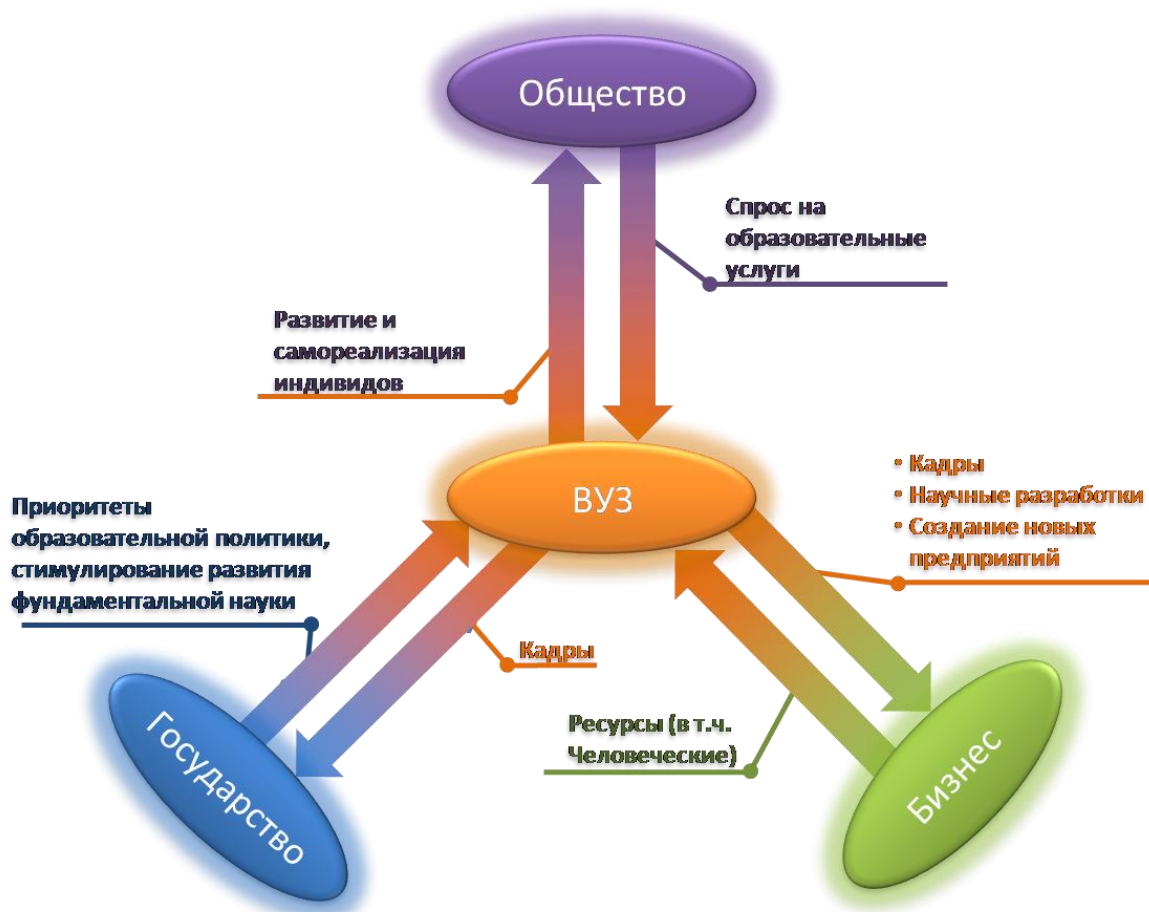 Общество
Спрос на
образовательные
услуги
Развитие и
самореализация
индивидов
ВУЗ
• Кадры
• Научные разработки
• Создание новых
предприятий
Приоритеты
образовательной политики,
стимулирование развития
фундаментальной науки
Кадры
Ресурсы (в т.ч.
Человеческие)
Государство
Бизнес